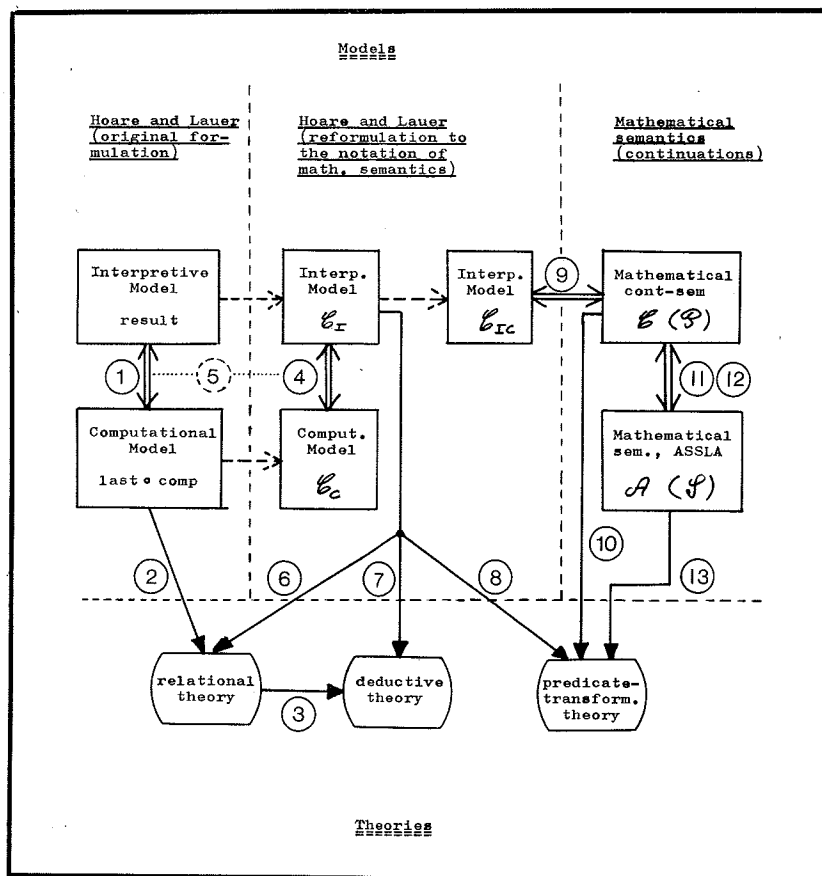 Models
Hoare and Lauer
(original for-
mulation)
Hoare and Lauer
(reformulation to
the notation of
math. semantics)
Mathematical
semantics
(continuations)
Interpretive
Model
result
Interp.
Model
𝒞I
Interp.
Model
𝒞IC
9
Mathematical
cont-sem
𝒞 (𝒫)
1
5
4
11 12
Computational
Model
last ∘ comp
Comput.
Model
𝒞C
Mathematical
sem., ASSLA
𝒜 (𝒮)
2
6
7
8
10
13
relational
theory
3
deductive
theory
predicate-
transform.
theory
Theories